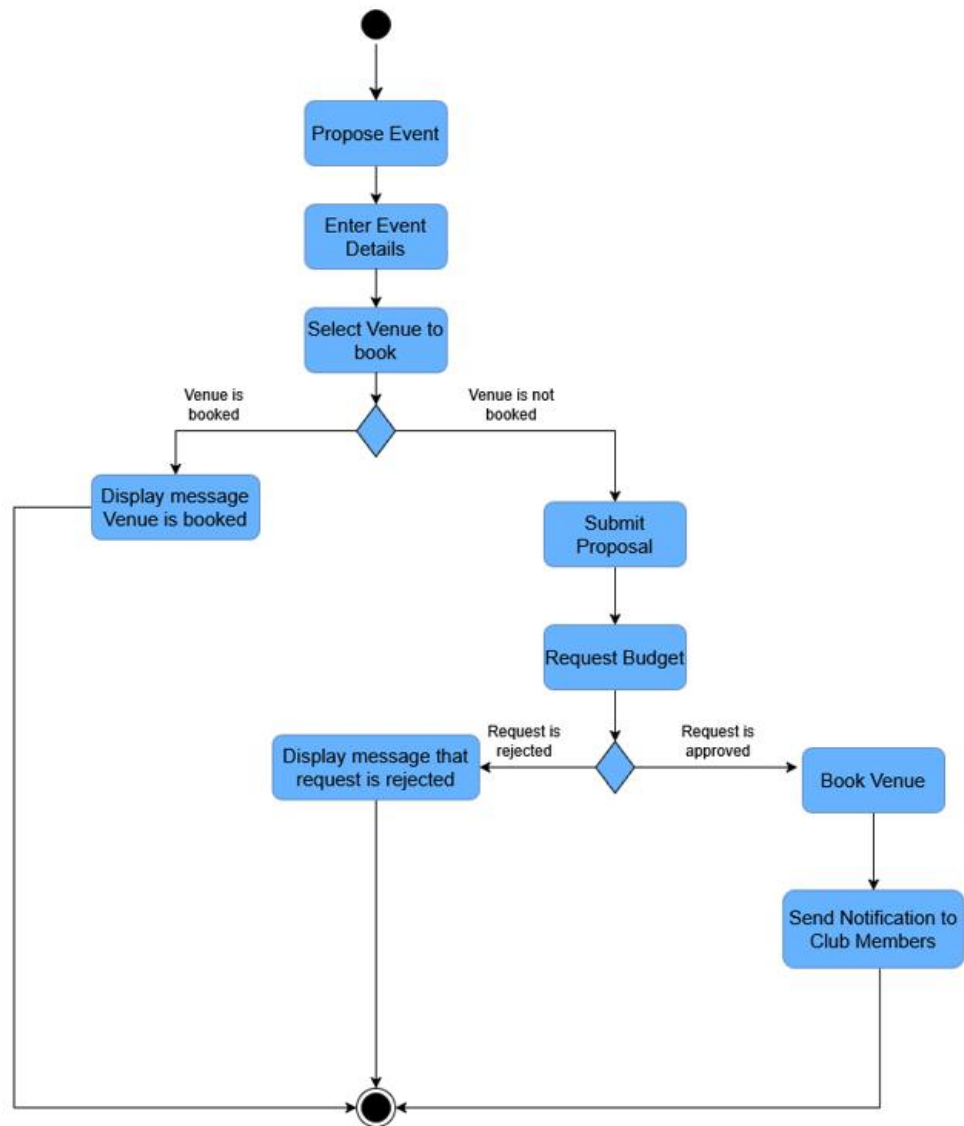 Propose Event
Enter Event
Details
Select Venue to
book
Venue is
booked
Venue is not
booked
Display message
Venue is booked
Submit
Proposal
Request Budget
Request is
rejected
Request is
approved
Display message that
request is rejected
Book Venue
Send Notification to
Club Members